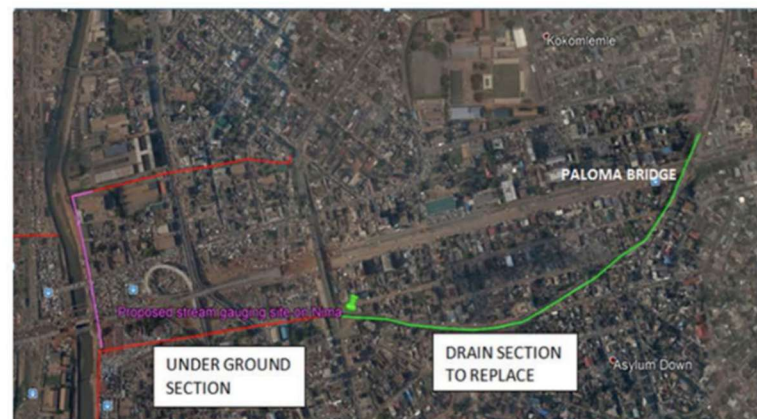 Kokomlemle
PALOMA BRIDGE
Proposed stream gauging site on Nima
UNDER GROUND
SECTION
DRAIN SECTION
TO REPLACE
Asylum Down